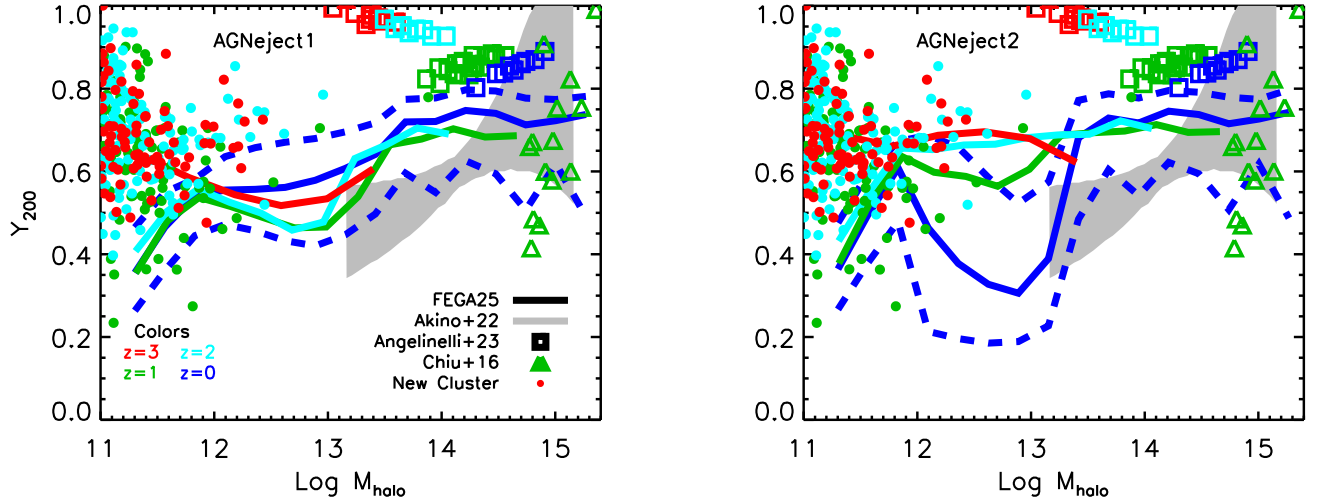 AGNeject1
1.0
0.8
0.6
0.4
0.2
0.0
Y200
FEGA25
Akino+22
Angelinelli+23
Chiu+16
New Cluster
Colors
z=3 z=2
z=1 z=0
11 12 13 14 15
Log Mhalo
AGNeject2
1.0
0.8
0.6
0.4
0.2
0.0
11 12 13 14 15
Log Mhalo